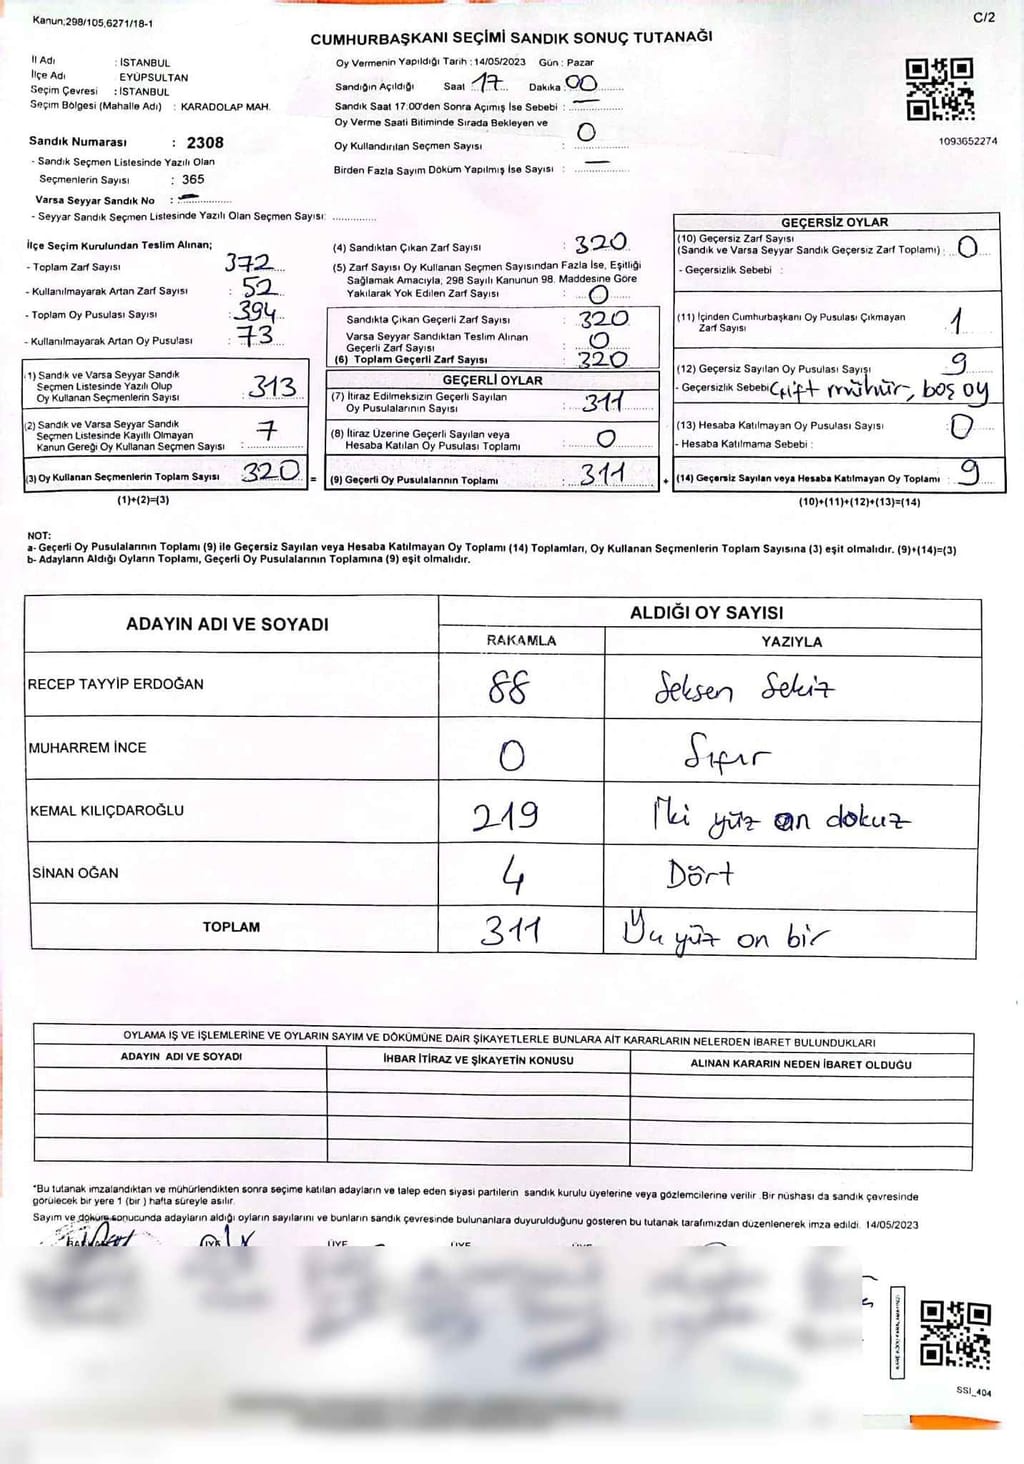 Kanun,298/105,6271/18-1
C/2
CUMHURBAŞKANI SEÇİMİ SANDIK SONUÇ TUTANAĞI
İl Adı : İSTANBUL
İlçe Adı EYÜPSULTAN
Seçim Çevresi : İSTANBUL
Seçim Bölgesi (Mahalle Adı) : KARADOLAP MAH.
Sandık Numarası : 2308
- Sandık Seçmen Listesinde Yazılı Olan
Seçmenlerin Sayısı : 365
Varsa Seyyar Sandık No : —
- Seyyar Sandık Seçmen Listesinde Yazılı Olan Seçmen Sayısı: ..............
Oy Vermenin Yapıldığı Tarih : 14/05/2023 Gün : Pazar
Sandığın Açıldığı Saat : 17 Dakika : 00
Sandık Saat 17:00'den Sonra Açımış İse Sebebi : —
Oy Verme Saati Bitiminde Sırada Bekleyen ve
Oy Kullandırılan Seçmen Sayısı : 0
Birden Fazla Sayım Döküm Yapılmış İse Sayısı : —
1093652274
İlçe Seçim Kurulundan Teslim Alınan;
- Toplam Zarf Sayısı : 372
- Kullanılmayarak Artan Zarf Sayısı : 52
- Toplam Oy Pusulası Sayısı : 394
- Kullanılmayarak Artan Oy Pusulası : 73
(1) Sandık ve Varsa Seyyar Sandık
Seçmen Listesinde Yazılı Olup
Oy Kullanan Seçmenlerin Sayısı : 313
(2) Sandık ve Varsa Seyyar Sandık
Seçmen Listesinde Kayıtlı Olmayan
Kanun Gereği Oy Kullanan Seçmen Sayısı : 7
(3) Oy Kullanan Seçmenlerin Toplam Sayısı : 320 =
(1)+(2)=(3)
(4) Sandıktan Çıkan Zarf Sayısı : 320
(5) Zarf Sayısı Oy Kullanan Seçmen Sayısından Fazla İse, Eşitliği
Sağlamak Amacıyla, 298 Sayılı Kanunun 98. Maddesine Göre
Yakılarak Yok Edilen Zarf Sayısı : 0
Sandıkta Çıkan Geçerli Zarf Sayısı : 320
Varsa Seyyar Sandıktan Teslim Alınan
Geçerli Zarf Sayısı : 0
(6) Toplam Geçerli Zarf Sayısı : 320
GEÇERLİ OYLAR
(7) İtiraz Edilmeksizin Geçerli Sayılan
Oy Pusulalarının Sayısı : 311
(8) İtiraz Üzerine Geçerli Sayılan veya
Hesaba Katılan Oy Pusulası Toplamı : 0
(9) Geçerli Oy Pusulalarının Toplamı : 311 +
GEÇERSİZ OYLAR
(10) Geçersiz Zarf Sayısı
(Sandık ve Varsa Seyyar Sandık Geçersiz Zarf Toplamı) : 0
- Geçersizlik Sebebi :
(11) İçinden Cumhurbaşkanı Oy Pusulası Çıkmayan
Zarf Sayısı 1
(12) Geçersiz Sayılan Oy Pusulası Sayısı 9
- Geçersizlik Sebebi Çift mühür, boş oy
(13) Hesaba Katılmayan Oy Pusulası Sayısı : 0
- Hesaba Katılmama Sebebi :
(14) Geçersiz Sayılan veya Hesaba Katılmayan Oy Toplamı : 9
(10)+(11)+(12)+(13)=(14)
NOT:
a- Geçerli Oy Pusulalarının Toplamı (9) ile Geçersiz Sayılan veya Hesaba Katılmayan Oy Toplamı (14) Toplamları, Oy Kullanan Seçmenlerin Toplam Sayısına (3) eşit olmalıdır. (9)+(14)=(3)
b- Adayların Aldığı Oyların Toplamı, Geçerli Oy Pusulalarının Toplamına (9) eşit olmalıdır.
ADAYIN ADI VE SOYADI ALDIĞI OY SAYISI
RAKAMLA YAZIYLA
RECEP TAYYİP ERDOĞAN 88 Seksen Sekiz
MUHARREM İNCE 0 Sıfır
KEMAL KILIÇDAROĞLU 219 İki yüz on dokuz
SİNAN OĞAN 4 Dört
TOPLAM 311 Üç yüz on bir
OYLAMA İŞ VE İŞLEMLERİNE VE OYLARIN SAYIM VE DÖKÜMÜNE DAİR ŞİKAYETLERLE BUNLARA AİT KARARLARIN NELERDEN İBARET BULUNDUKLARI
ADAYIN ADI VE SOYADI İHBAR İTİRAZ VE ŞİKAYETİN KONUSU ALINAN KARARIN NEDEN İBARET OLDUĞU
*Bu tutanak imzalandıktan ve mühürlendikten sonra seçime katılan adayların ve talep eden siyasi partilerin sandık kurulu üyelerine veya gözlemcilerine verilir .Bir nüshası da sandık çevresinde
görülecek bir yere 1 (bir ) hafta süreyle asılır.
Sayım ve döküm sonucunda adayların aldığı oyların sayılarını ve bunların sandık çevresinde bulunanlara duyurulduğunu gösteren bu tutanak tarafımızdan düzenlenerek imza edildi. 14/05/2023
ÜYE ÜYE
SSI_404